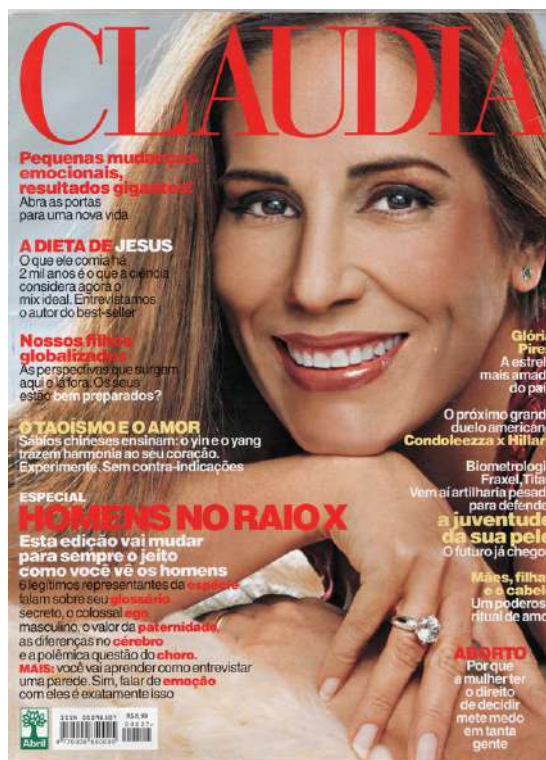 CLAUDIA
Pequenas mudanças
emocionais,
resultados gigantes!
Abra as portas
para uma nova vida
A DIETA DE JESUS
O que ele comia há
2 mil anos é o que a ciência
considera agora o
mix ideal. Entrevistamos
o autor do best-seller
Nossos filhos
globalizados
As perspectivas que surgem
aqui e lá fora. Os seus
estão bem preparados?
O TAOÍSMO E O AMOR
Sábios chineses ensinam: o yin e o yang
trazem harmonia ao seu coração.
Experimente. Sem contra-indicações
ESPECIAL
HOMENS NO RAIO X
Esta edição vai mudar
para sempre o jeito
como você vê os homens
6 legítimos representantes da espécie
falam sobre seu glossário
secreto, o colossal ego
masculino, o valor da paternidade,
as diferenças no cérebro
e a polêmica questão do choro.
MAIS: você vai aprender como entrevistar
uma parede. Sim, falar de emoção
com eles é exatamente isso
Abril
R$ 8,99
Glóri
Pire
A estrel
mais amad
do pa
O próximo grand
duelo american
Condoleezza x Hillar
Biometrologi
Fraxel, Tita
Vem aí artilharia pesad
para defende
a juventude
da sua pele
O futuro já chego
Mães, filha
e o cabel
Um poderos
ritual de amo
ABORTO
Por que
a mulher ter
o direito
de decidir
mete medo
em tanta
gente